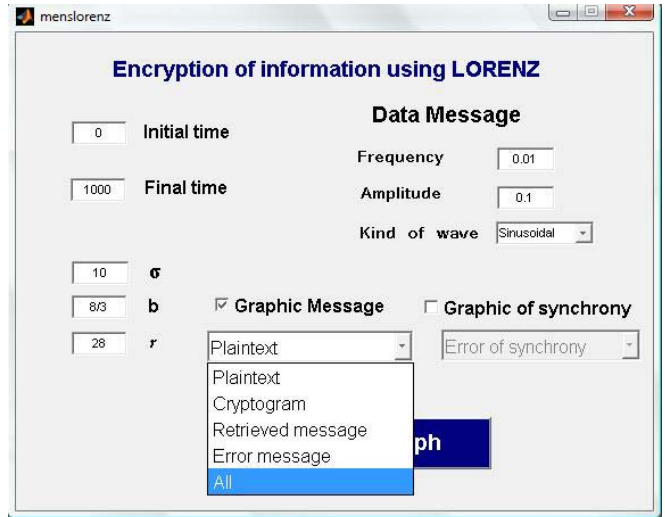 menslorenz
Encryption of information using LORENZ
Data Message
0 Initial time
Frequency 0.01
1000 Final time
Amplitude 0.1
Kind of wave Sinusoidal
10 σ
8/3 b
Graphic Message
Graphic of synchrony
28 r
Plaintext
Error of synchrony
Plaintext
Cryptogram
Retrieved message
Error message
All
ph